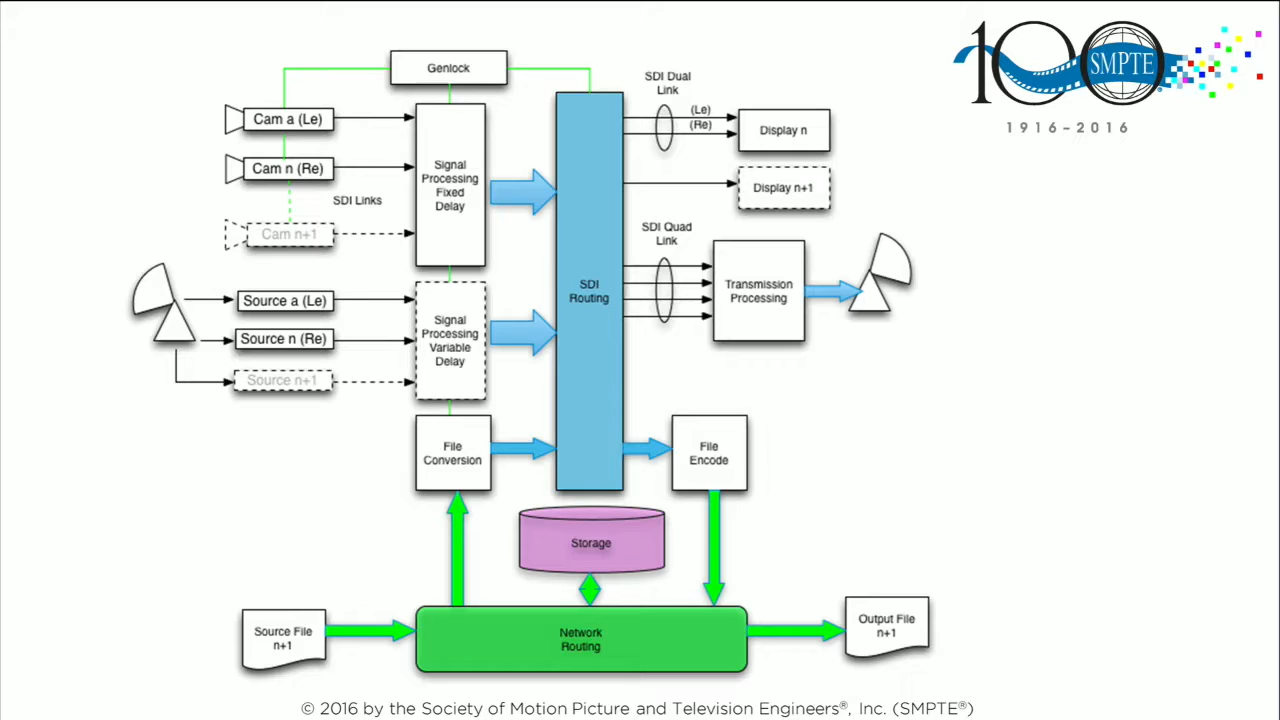 Genlock
100
SMPTE
1916-2016
SDI Dual
Link
(Le)
(Re)
Cam a (Le)
Cam n (Re)
SDI Links
Cam n+1
Signal
Processing
Fixed
Delay
Display n
Display n+1
SDI Quad
Link
SDI
Routing
Transmission
Processing
Source a (Le)
Source n (Re)
Source n+1
Signal
Processing
Variable
Delay
File
Conversion
File
Encode
Storage
Source File
n+1
Network
Routing
Output File
n+1
© 2016 by the Society of Motion Picture and Television Engineers®, Inc. (SMPTE®)